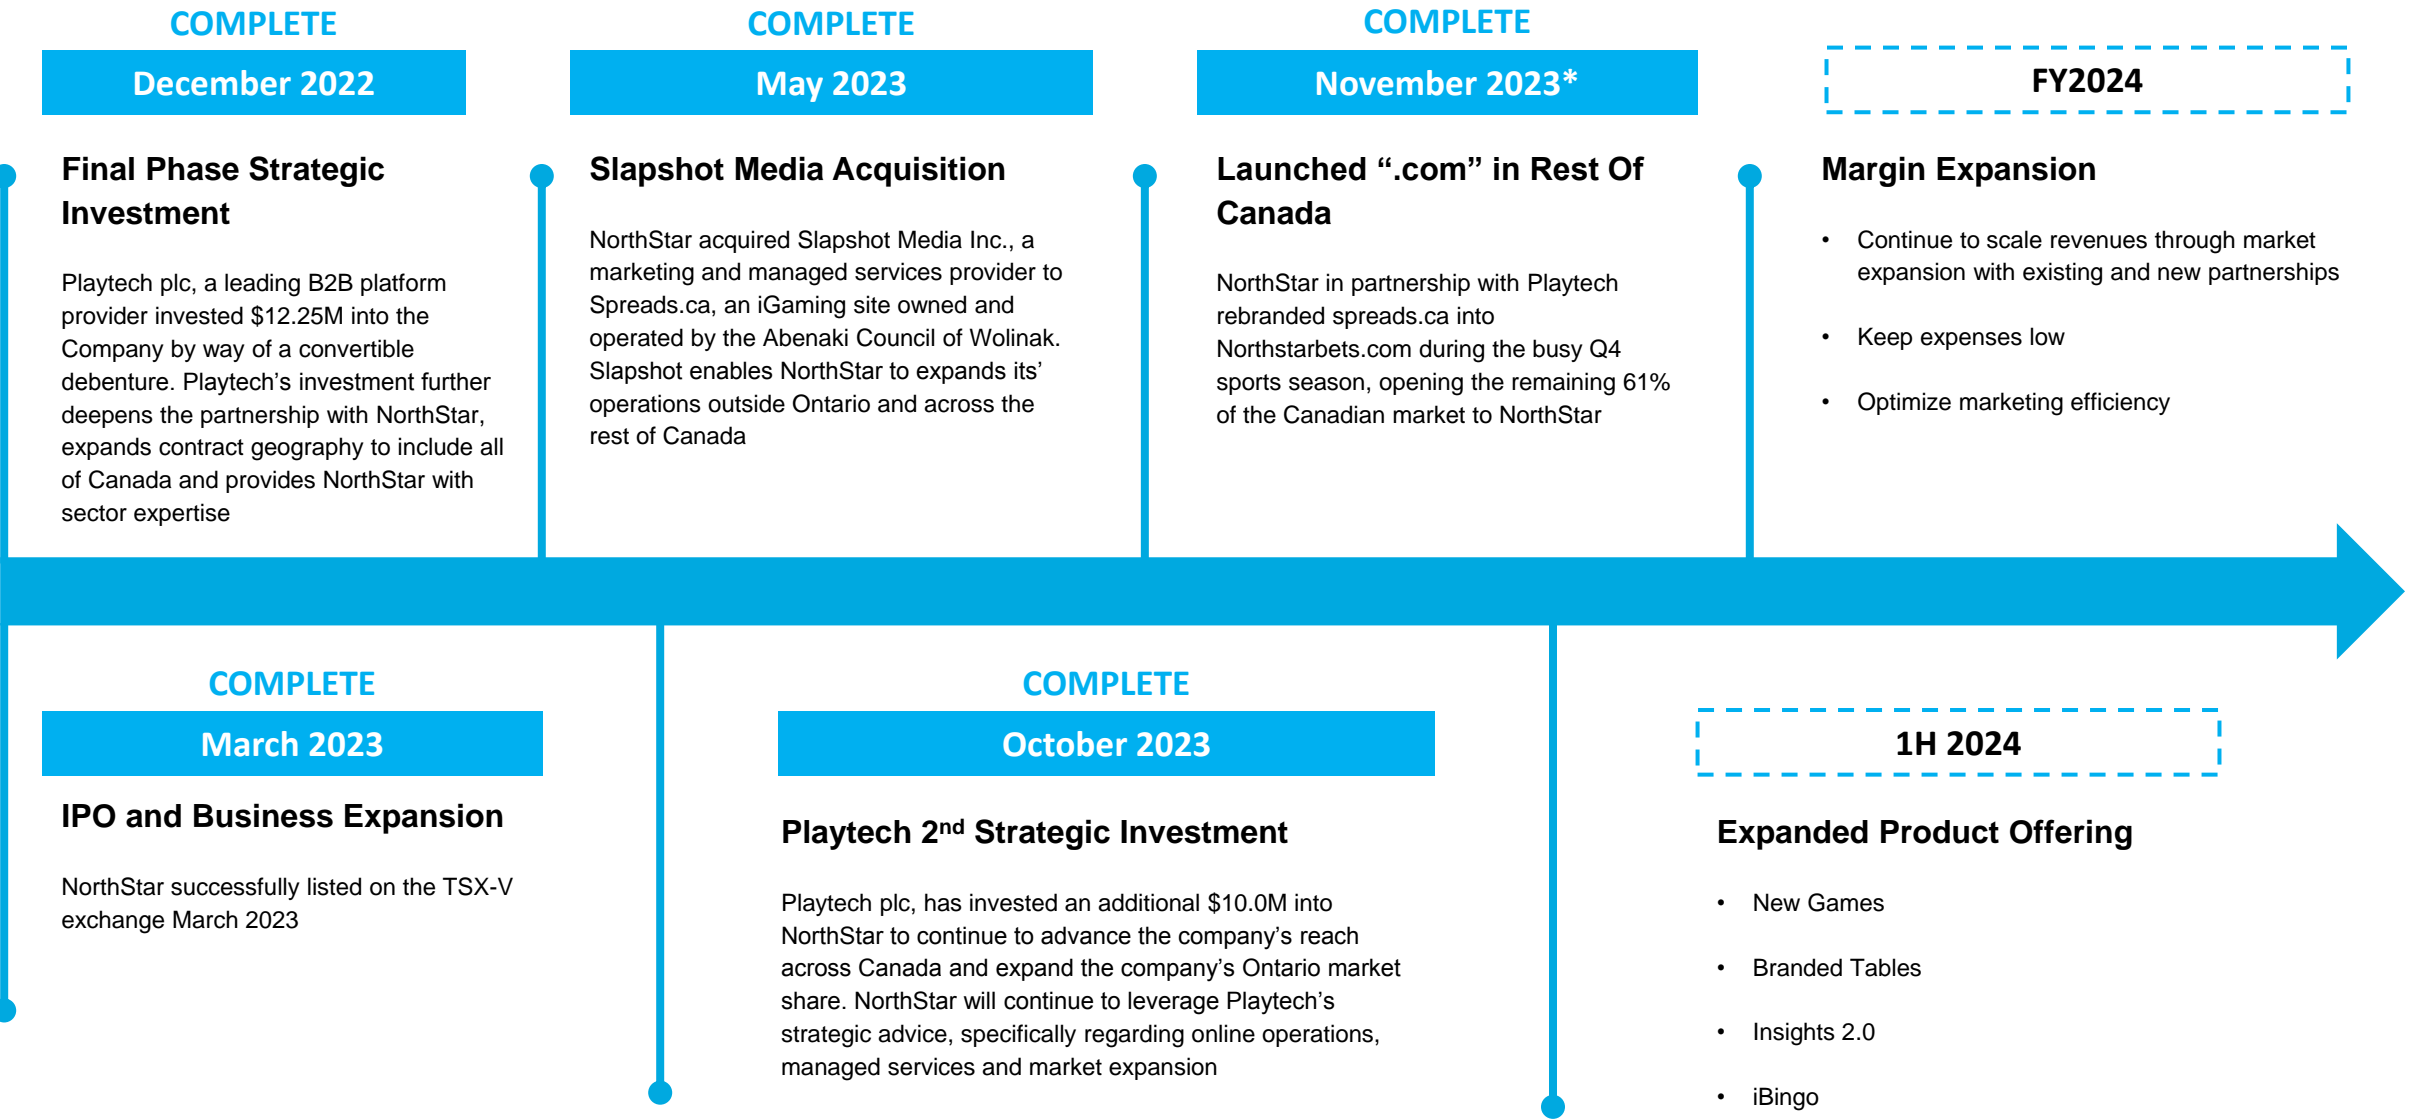 COMPLETE
December 2022
Final Phase Strategic
Investment
Playtech plc, a leading B2B platform
provider invested $12.25M into the
Company by way of a convertible
debenture. Playtech’s investment further
deepens the partnership with NorthStar,
expands contract geography to include all
of Canada and provides NorthStar with
sector expertise
COMPLETE
May 2023
Slapshot Media Acquisition
NorthStar acquired Slapshot Media Inc., a
marketing and managed services provider to
Spreads.ca, an iGaming site owned and
operated by the Abenaki Council of Wolinak.
Slapshot enables NorthStar to expands its’
operations outside Ontario and across the
rest of Canada
COMPLETE
November 2023*
Launched “.com” in Rest Of
Canada
NorthStar in partnership with Playtech
rebranded spreads.ca into
Northstarbets.com during the busy Q4
sports season, opening the remaining 61%
of the Canadian market to NorthStar
FY2024
Margin Expansion
• Continue to scale revenues through market
expansion with existing and new partnerships
• Keep expenses low
• Optimize marketing efficiency
COMPLETE
March 2023
IPO and Business Expansion
NorthStar successfully listed on the TSX-V
exchange March 2023
COMPLETE
October 2023
Playtech 2nd Strategic Investment
Playtech plc, has invested an additional $10.0M into
NorthStar to continue to advance the company’s reach
across Canada and expand the company’s Ontario market
share. NorthStar will continue to leverage Playtech’s
strategic advice, specifically regarding online operations,
managed services and market expansion
1H 2024
Expanded Product Offering
• New Games
• Branded Tables
• Insights 2.0
• iBingo